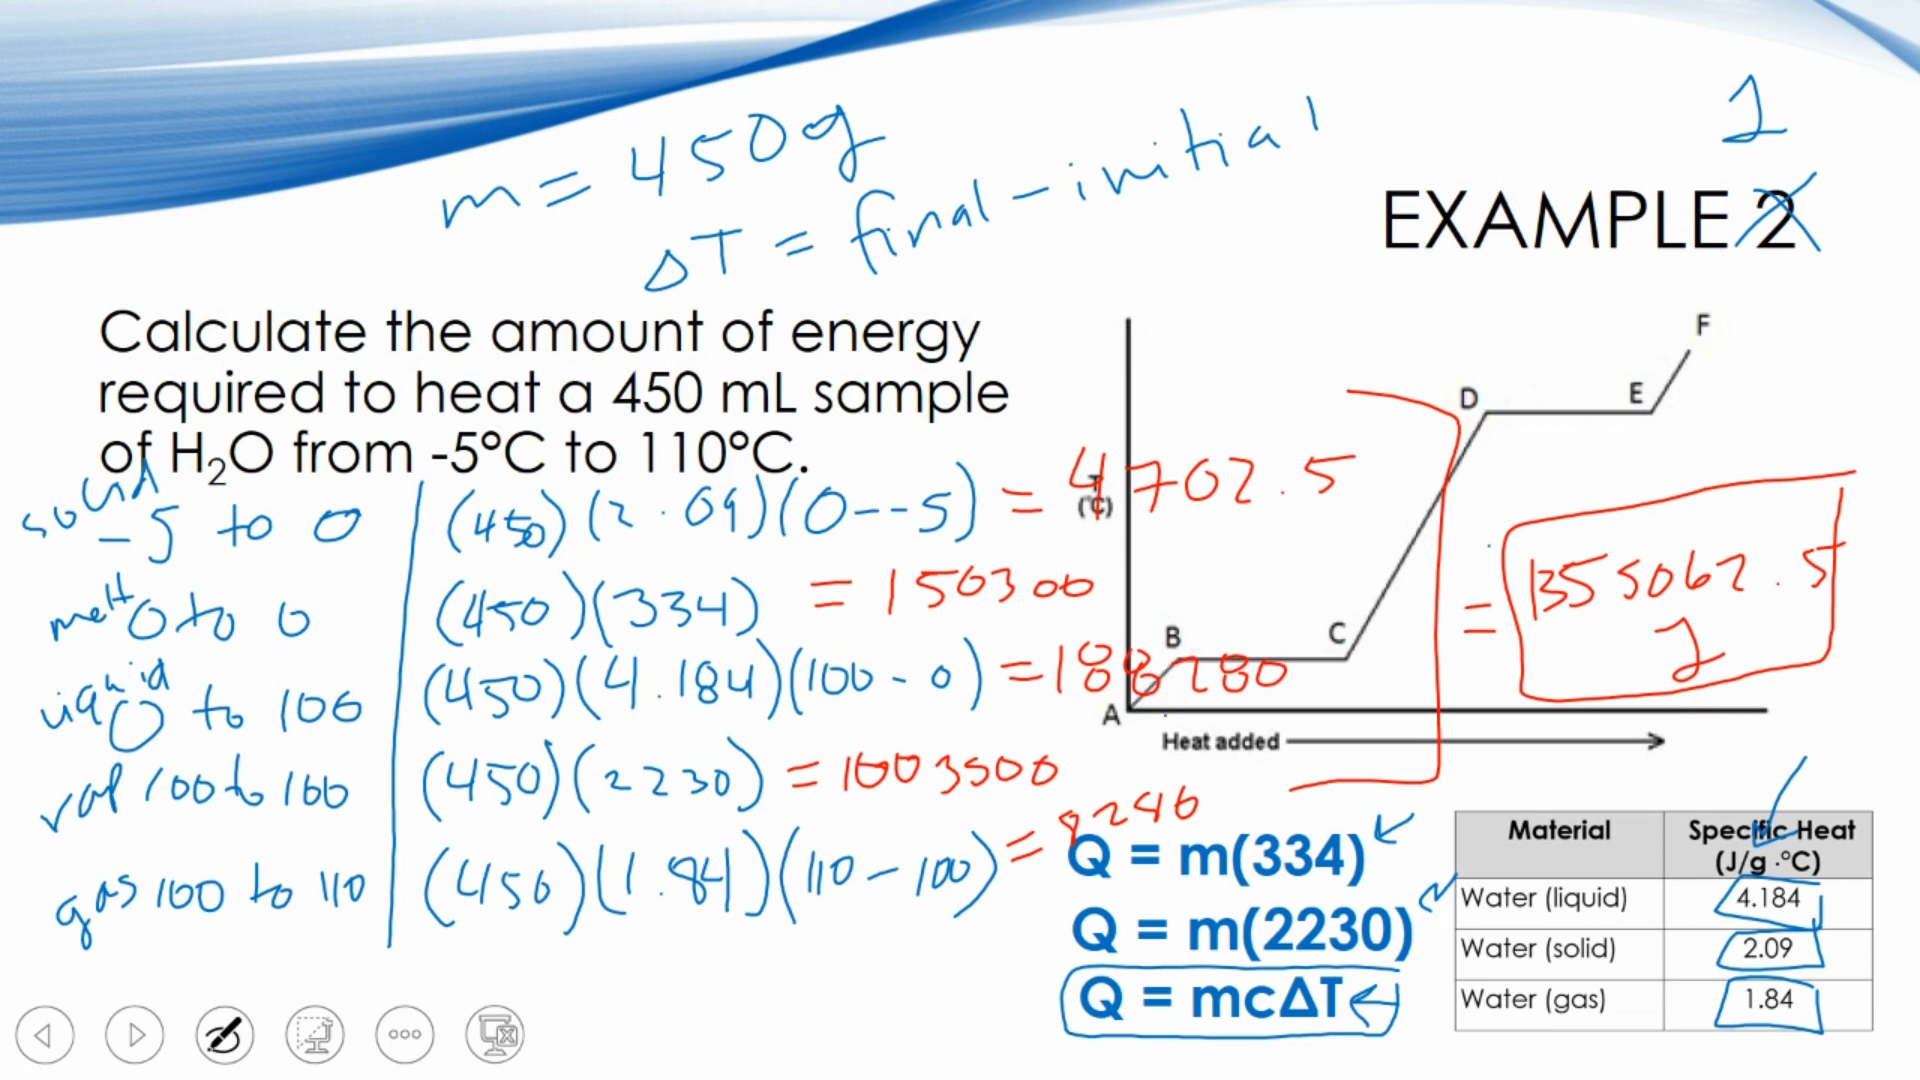 m = 450g
ΔT = final - initial
1
EXAMPLE 2
Calculate the amount of energy
required to heat a 450 mL sample
of H₂O from -5°C to 110°C.
solid
-5 to 0
(450)(2.09)(0--5) = 4702.5
melt 0 to 0
(450)(334) = 150300
liquid
0 to 100
(450)(4.184)(100-0) = 188280
vap 100 to 100
(450)(2230) = 1003500
gas 100 to 110
(450)(1.84)(110-100) = 8280
= 1355062.5
J
T
(°C)
A
B
C
D
E
F
Heat added
Q = m(334)
Q = m(2230)
Q = mcΔT
Material Specific Heat
(J/g ·°C)
Water (liquid) 4.184
Water (solid) 2.09
Water (gas) 1.84